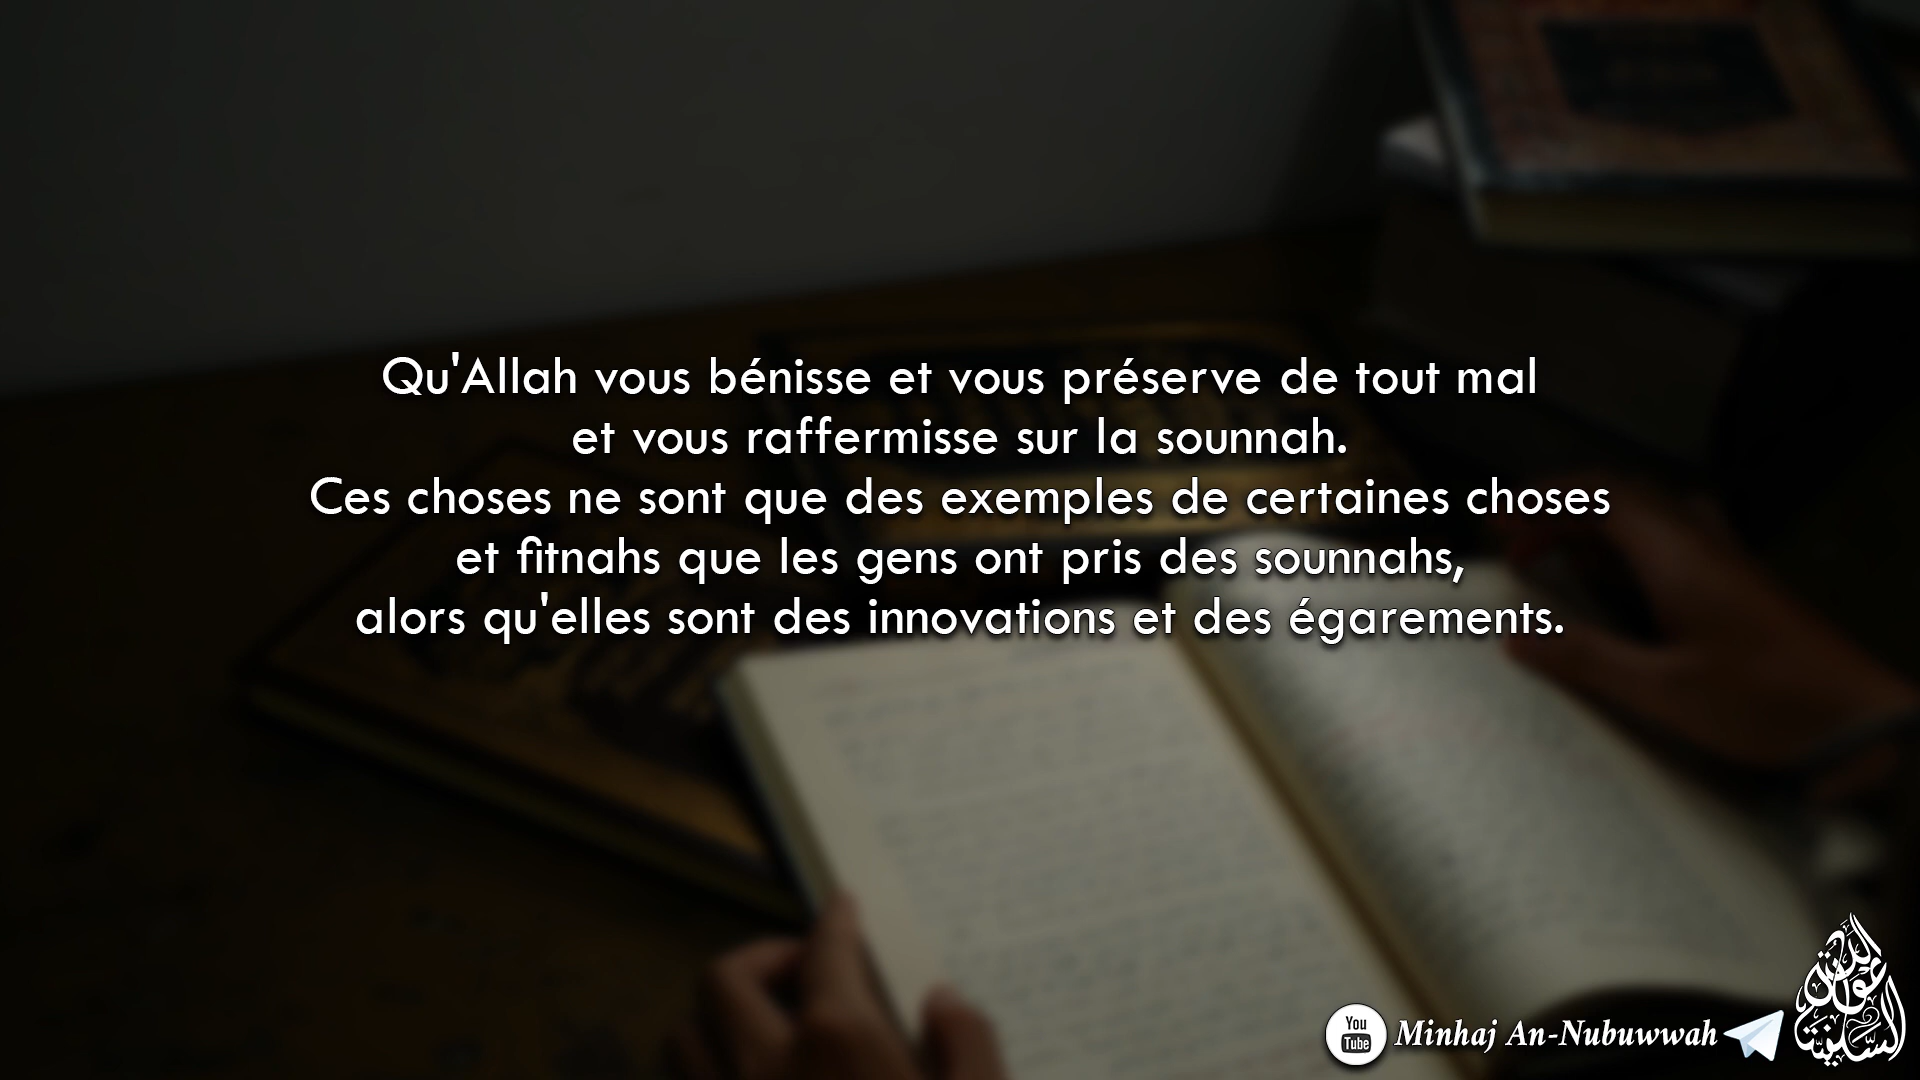 Qu'Allah vous bénisse et vous préserve de tout mal
et vous raffermisse sur la sounnah.
Ces choses ne sont que des exemples de certaines choses
et fitnahs que les gens ont pris des sounnahs,
alors qu'elles sont des innovations et des égarements.
You
Tube
Minhaj An-Nubuwwah